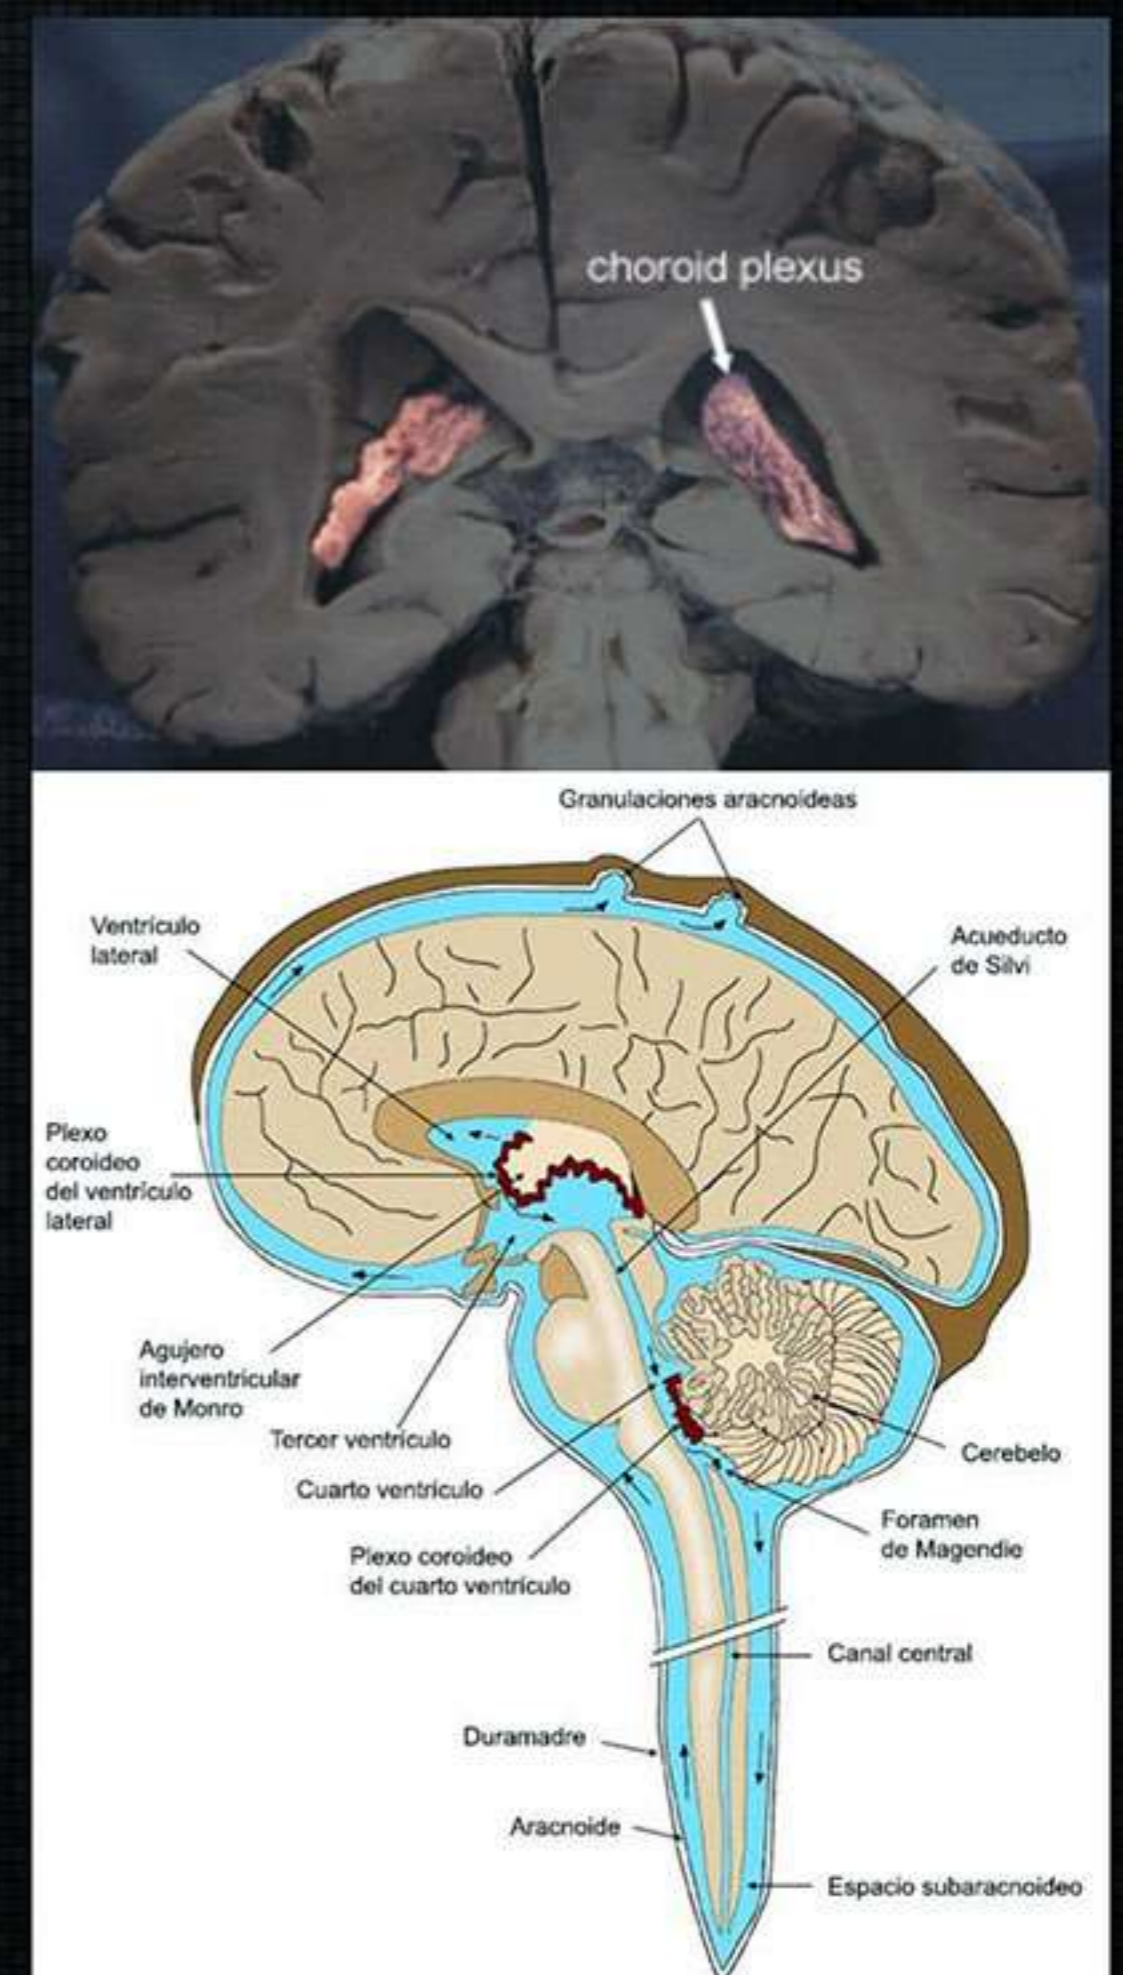 choroid plexus
Granulaciones aracnoideas
Ventrículo
lateral
Acueducto
de Silvi
Plexo
coroideo
del ventrículo
lateral
Agujero
interventricular
de Monro
Tercer ventrículo
Cuarto ventrículo
Cerebelo
Foramen
de Magendie
Plexo coroideo
del cuarto ventrículo
Canal central
Duramadre
Aracnoide
Espacio subaracnoideo